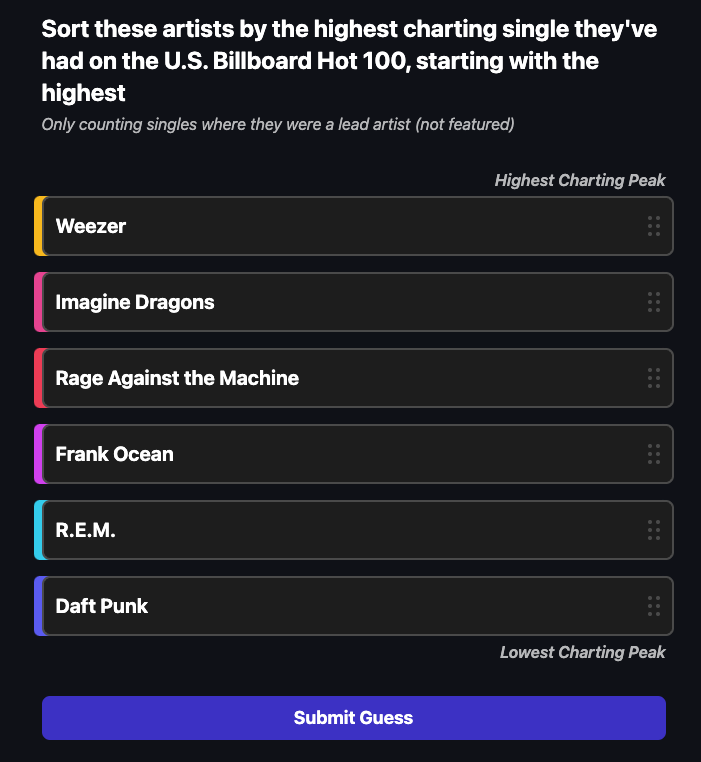 Sort these artists by the highest charting single they've
had on the U.S. Billboard Hot 100, starting with the
highest
Only counting singles where they were a lead artist (not featured)
Highest Charting Peak
Weezer
Imagine Dragons
Rage Against the Machine
Frank Ocean
R.E.M.
Daft Punk
Lowest Charting Peak
Submit Guess